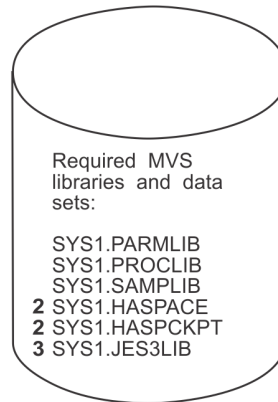 Required MVS
libraries and data
sets:
SYS1.PARMLIB
SYS1.PROCLIB
SYS1.SAMPLIB
2 SYS1.HASPACE
2 SYS1.HASPCKPT
3 SYS1.JES3LIB